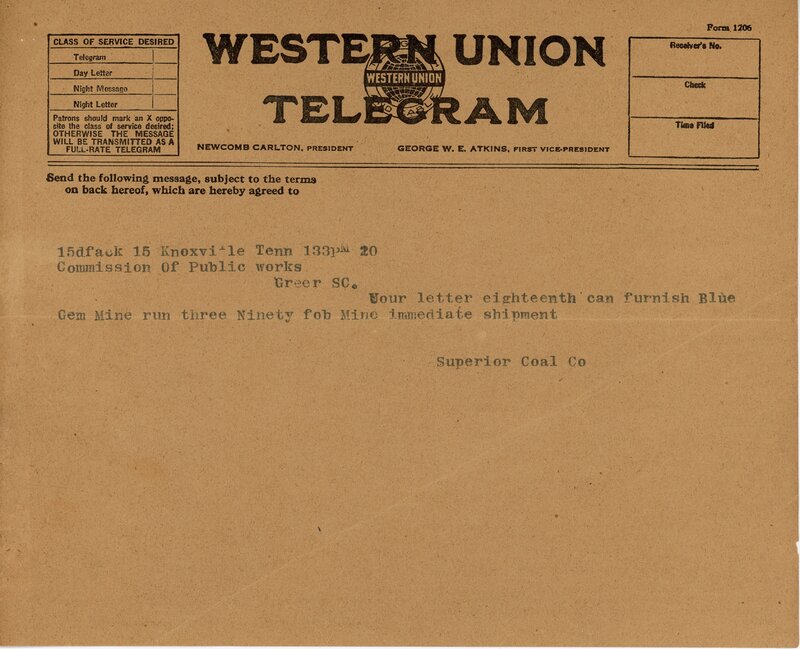 Form 1206
CLASS OF SERVICE DESIRED
Telegram
Day Letter
Night Message
Night Letter
Patrons should mark an X oppo-
site the class of service desired;
OTHERWISE THE MESSAGE
WILL BE TRANSMITTED AS A
FULL-RATE TELEGRAM
WESTERN UNION
WESTERN UNION
TELEGRAM
NEWCOMB CARLTON, PRESIDENT
GEORGE W. E. ATKINS, FIRST VICE-PRESIDENT
Receiver's No.
Check
Time Filed
Send the following message, subject to the terms
on back hereof, which are hereby agreed to
15dfack 15 Knoxville Tenn 133pM 20
Commission Of Public works
Greer SC.
Your letter eighteenth can furnish Blue
Gem Mine run three Ninety fob Mine immediate shipment
Superior Coal Co